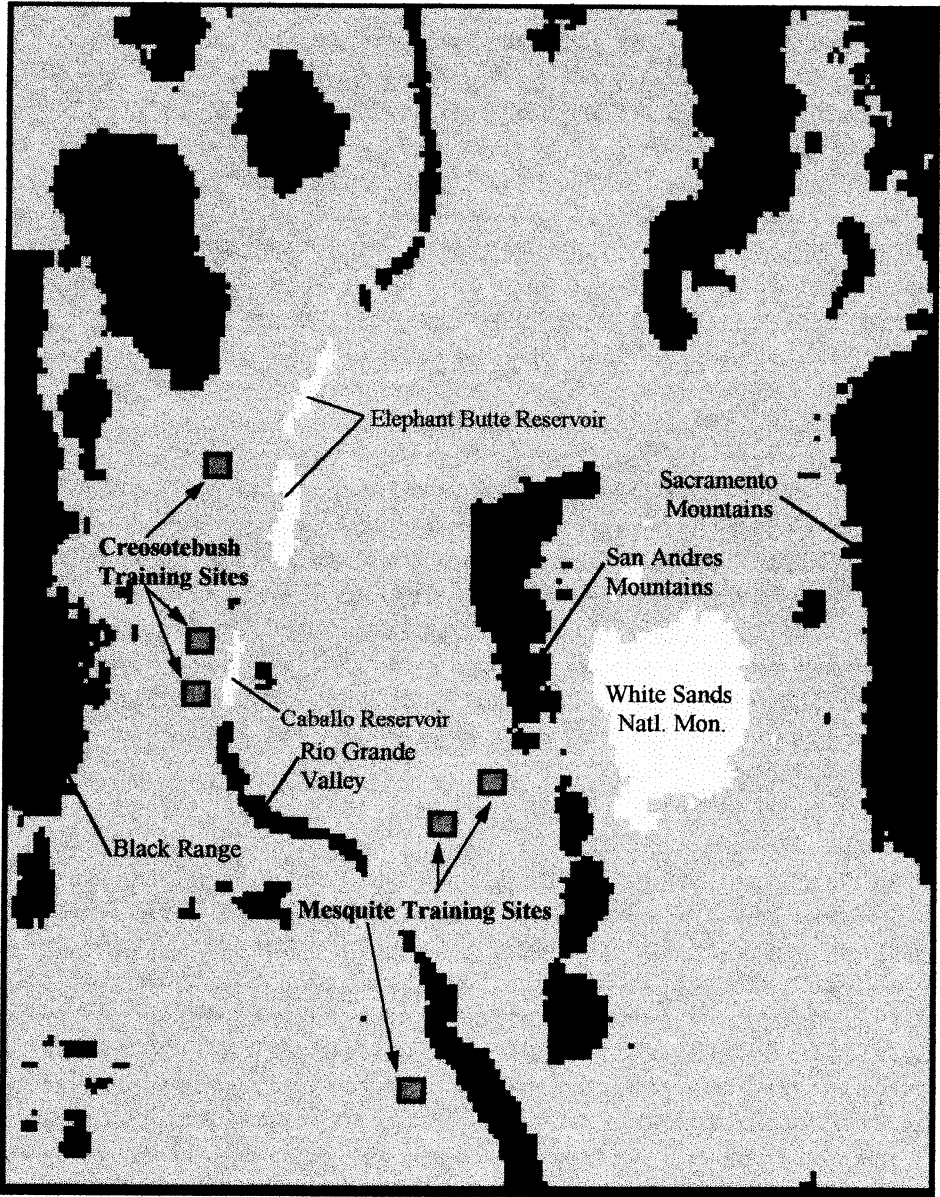 Elephant Butte Reservoir
Sacramento
Mountains
Creosotebush
Training Sites
San Andres
Mountains
White Sands
Natl. Mon.
Caballo Reservoir
Rio Grande
Valley
Black Range
Mesquite Training Sites